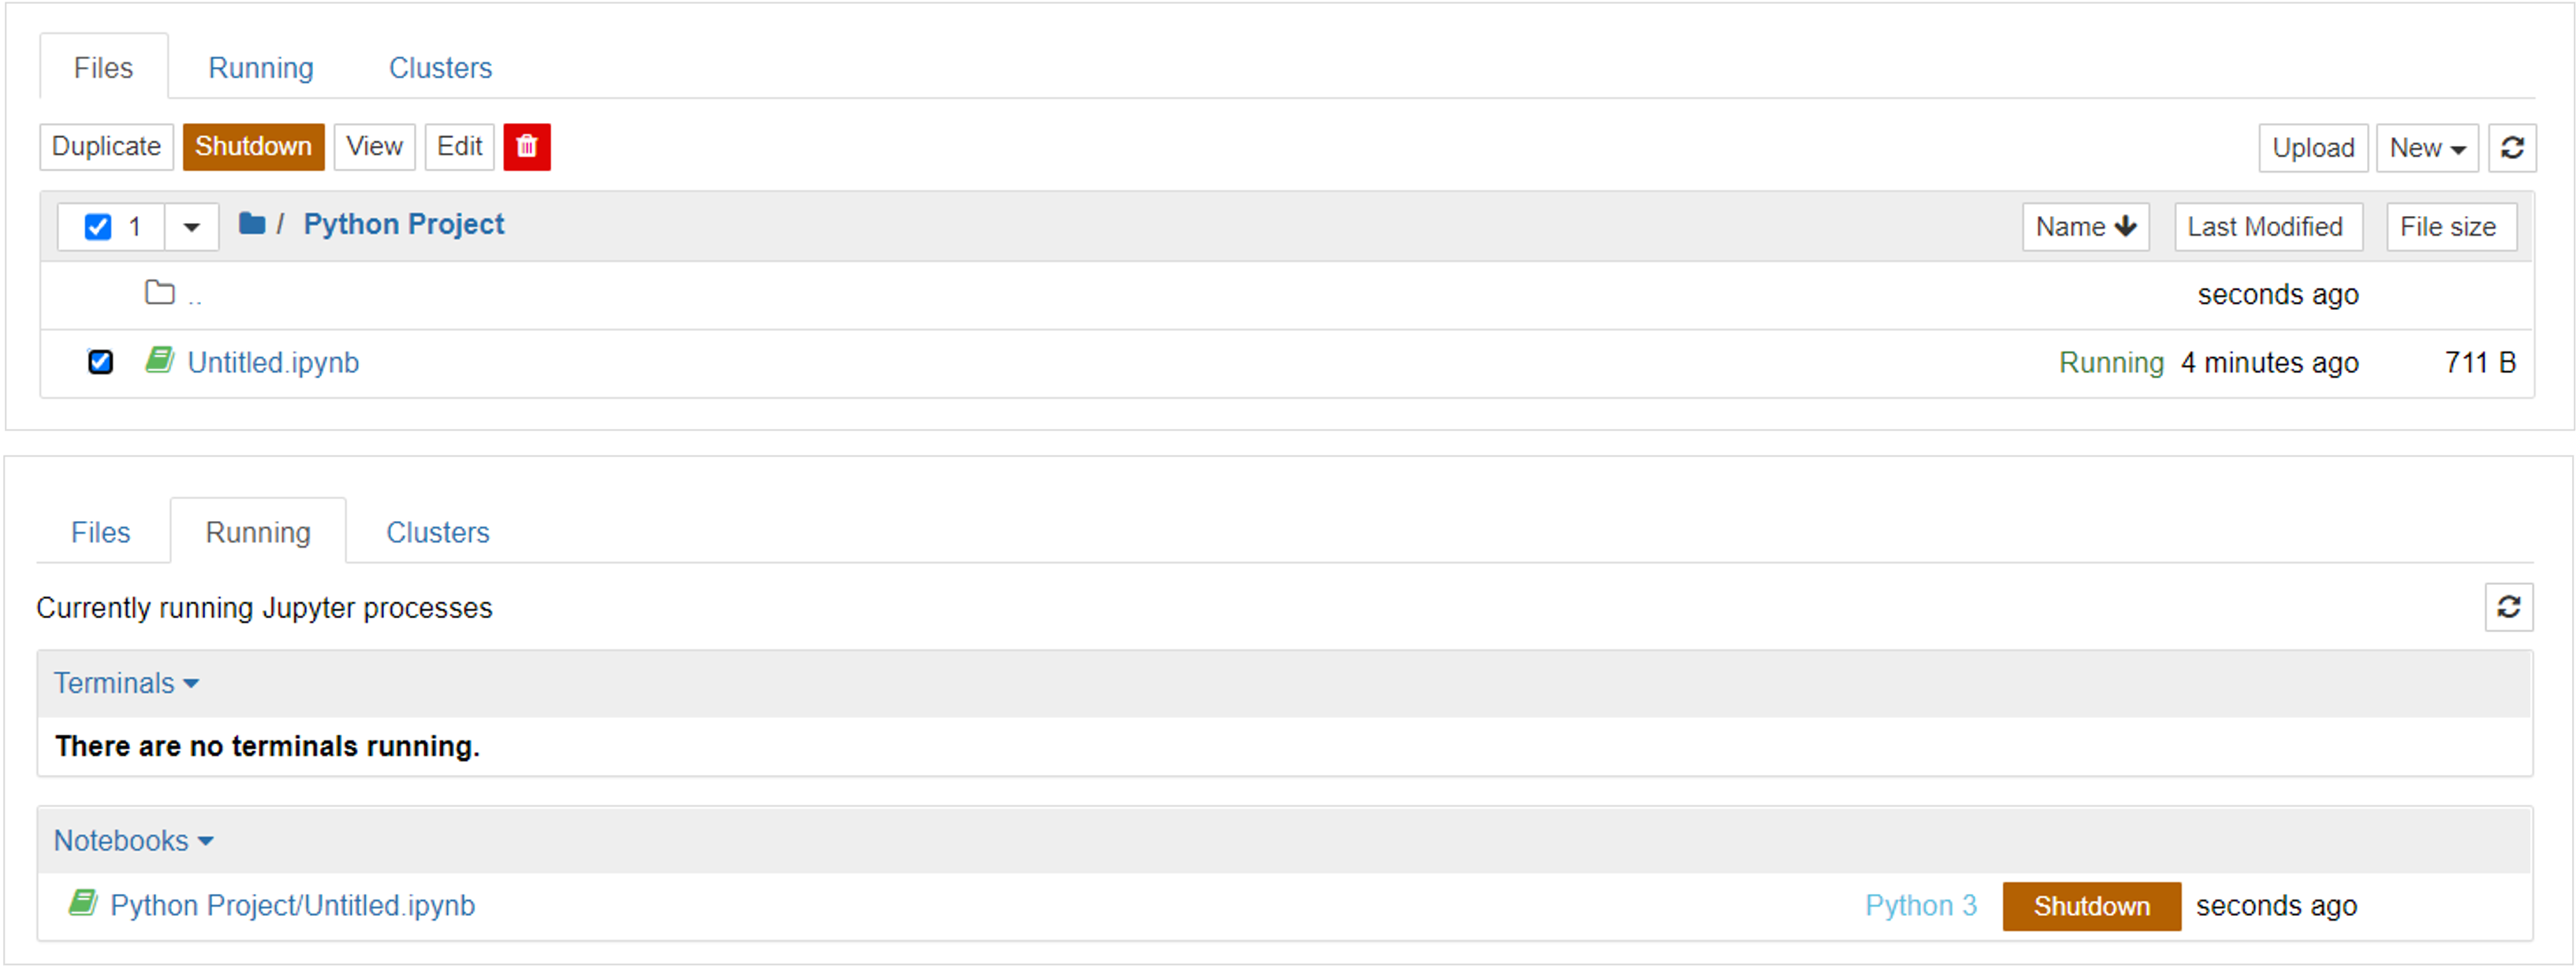 Files Running Clusters
Duplicate Shutdown View Edit Upload New
1 / Python Project Name Last Modified File size
.. seconds ago
Untitled.ipynb Running 4 minutes ago 711 B
Files Running Clusters
Currently running Jupyter processes
Terminals
There are no terminals running.
Notebooks
Python Project/Untitled.ipynb Python 3 Shutdown seconds ago